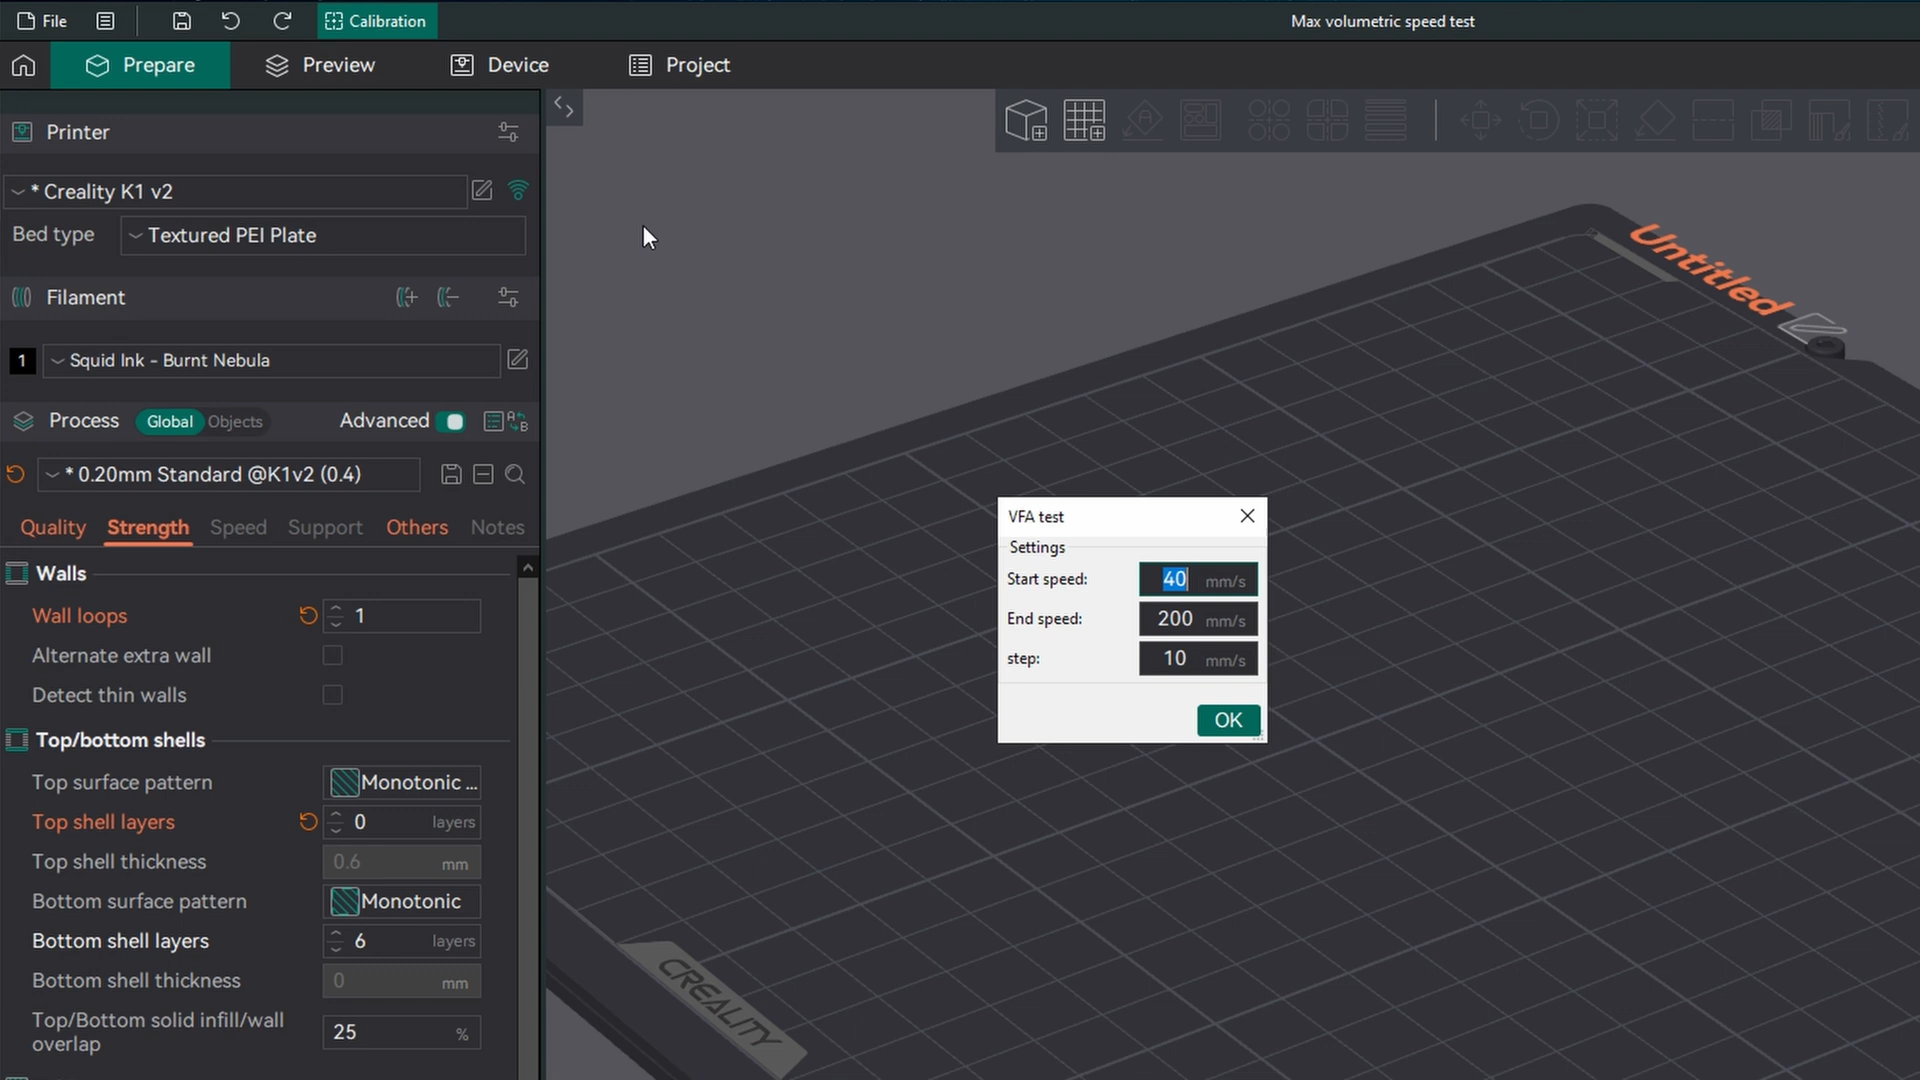 File
Calibration
Max volumetric speed test
Prepare
Preview
Device
Project
Printer
* Creality K1 v2
Bed type
Textured PEI Plate
Filament
1
Squid Ink - Burnt Nebula
Process
Global
Objects
Advanced
* 0.20mm Standard @K1v2 (0.4)
Quality
Strength
Speed
Support
Others
Notes
Walls
Wall loops
1
Alternate extra wall
Detect thin walls
Top/bottom shells
Top surface pattern
Monotonic ...
Top shell layers
0 layers
Top shell thickness
0.6 mm
Bottom surface pattern
Monotonic
Bottom shell layers
6 layers
Bottom shell thickness
0 mm
Top/Bottom solid infill/wall
overlap
25 %
Untitled
VFA test
Settings
Start speed:
40 mm/s
End speed:
200 mm/s
step:
10 mm/s
OK
CREALITY